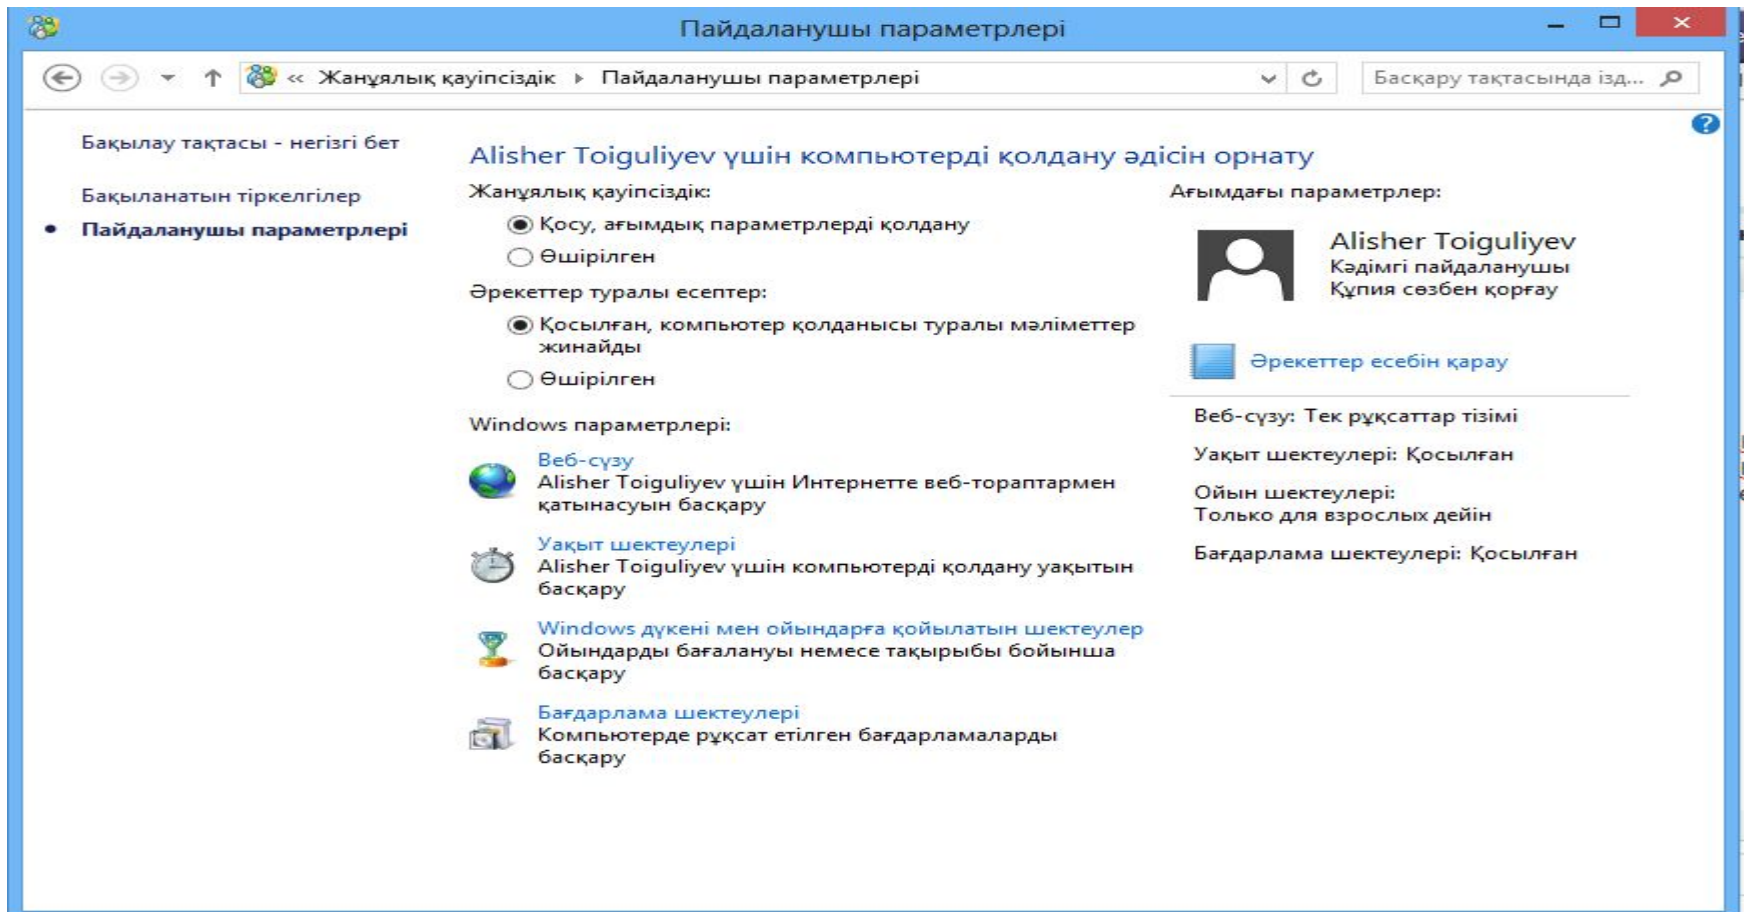 Пайдаланушы параметрлері
« Жанұялық қауіпсіздік ▸ Пайдаланушы параметрлері
Басқару тақтасында ізд...
Бақылау тақтасы - негізгі бет
Бақыланатын тіркелгілер
• Пайдаланушы параметрлері
Alisher Toiguliyev үшін компьютерді қолдану әдісін орнату
Жанұялық қауіпсіздік:
Қосу, ағымдық параметрлерді қолдану
Өшірілген
Әрекеттер туралы есептер:
Қосылған, компьютер қолданысы туралы мәліметтер
жинайды
Өшірілген
Windows параметрлері:
Веб-сүзу
Alisher Toiguliyev үшін Интернетте веб-тораптармен
қатынасуын басқару
Уақыт шектеулері
Alisher Toiguliyev үшін компьютерді қолдану уақытын
басқару
Windows дүкені мен ойындарға қойылатын шектеулер
Ойындарды бағалануы немесе тақырыбы бойынша
басқару
Бағдарлама шектеулері
Компьютерде рұқсат етілген бағдарламаларды
басқару
Ағымдағы параметрлер:
Alisher Toiguliyev
Кәдімгі пайдаланушы
Құпия сөзбен қорғау
Әрекеттер есебін қарау
Веб-сүзу: Тек рұқсаттар тізімі
Уақыт шектеулері: Қосылған
Ойын шектеулері:
Только для взрослых дейін
Бағдарлама шектеулері: Қосылған